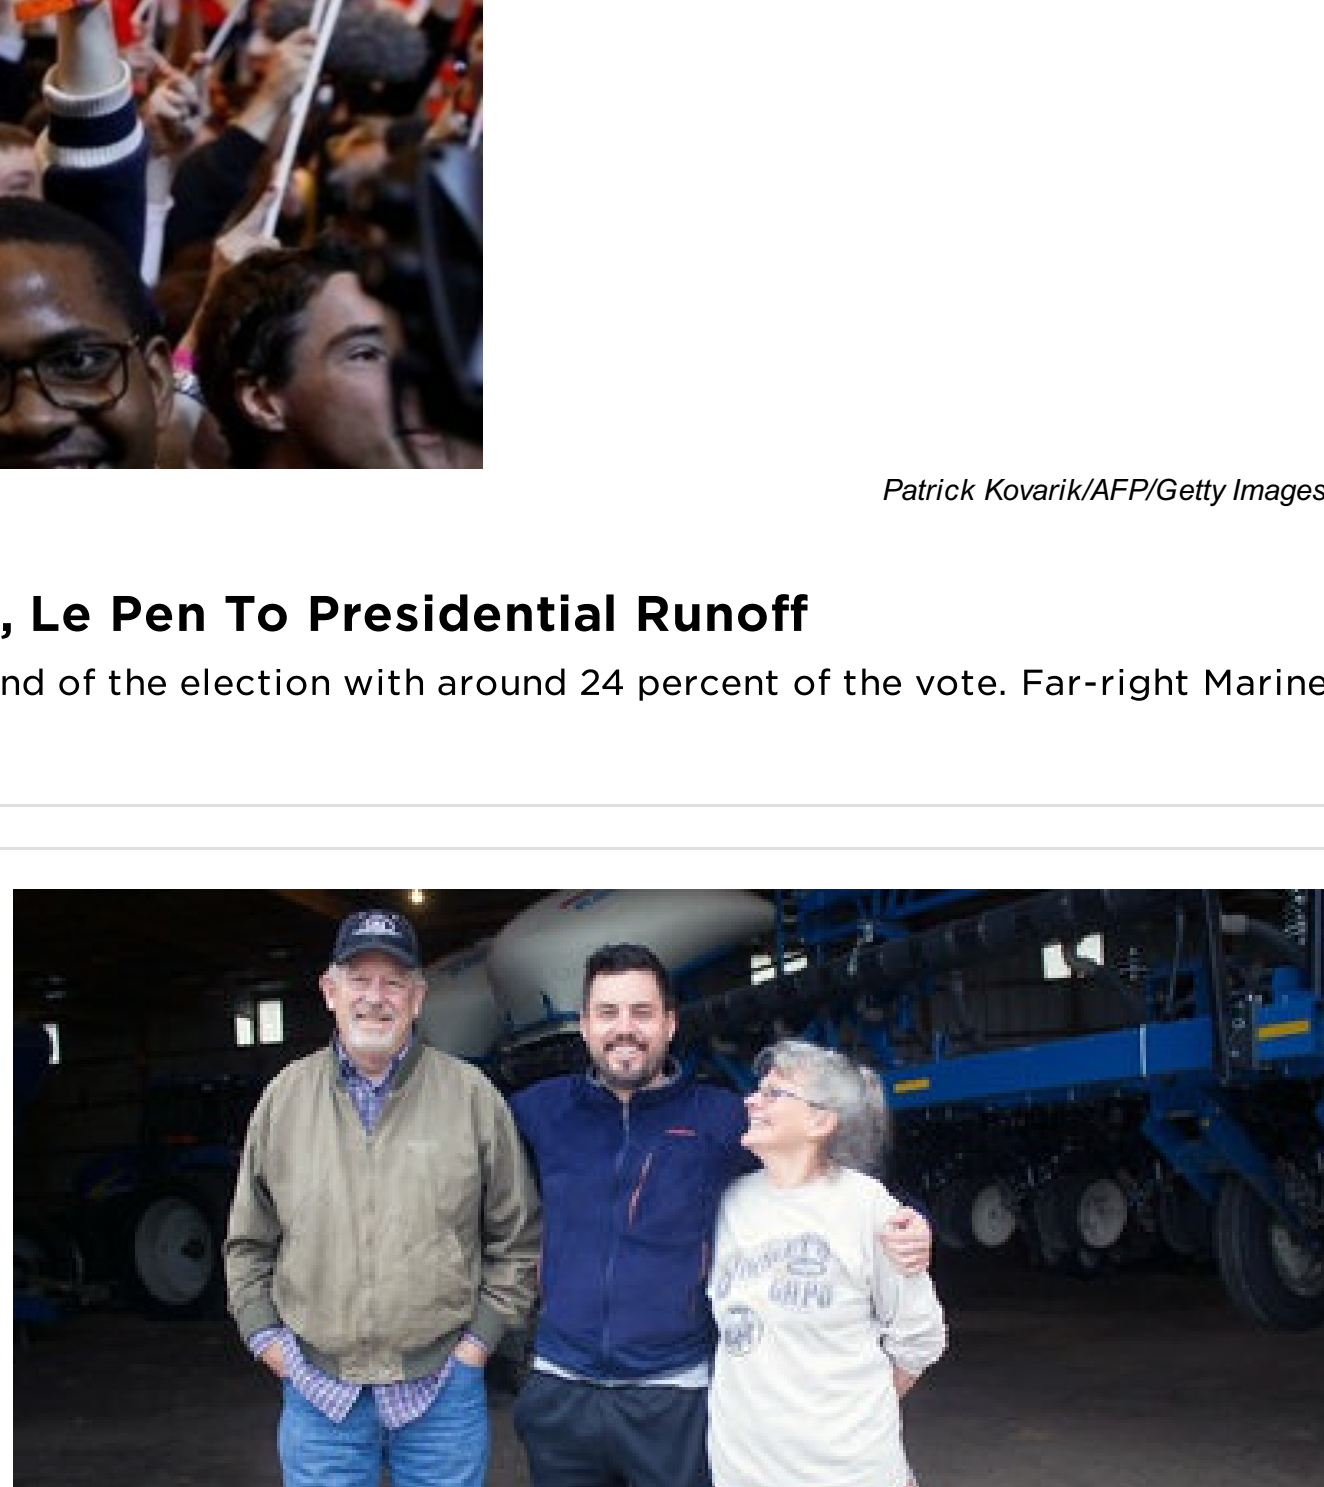 Patrick Kovarik/AFP/Getty Images
, Le Pen To Presidential Runoff
nd of the election with around 24 percent of the vote. Far-right Marine